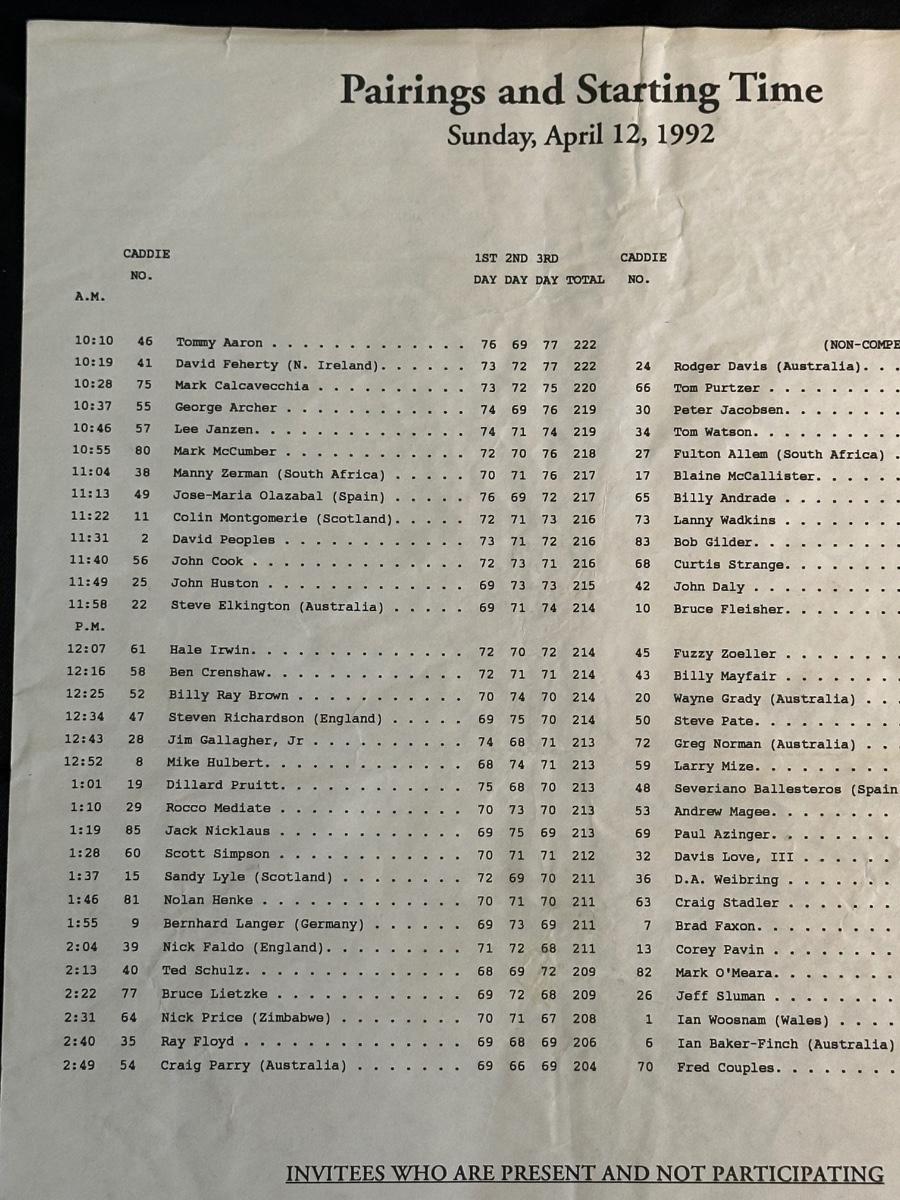 Pairings and Starting Time
Sunday, April 12, 1992
CADDIE 1ST 2ND 3RD CADDIE
NO. DAY DAY DAY TOTAL NO.
A.M.
10:10 46 Tommy Aaron . . . . . . . . . . . . . 76 69 77 222 (NON-COMPE
10:19 41 David Feherty (N. Ireland). . . . . . 73 72 77 222 24 Rodger Davis (Australia). . .
10:28 75 Mark Calcavecchia . . . . . . . . . . 73 72 75 220 66 Tom Purtzer . . . . . . . . .
10:37 55 George Archer . . . . . . . . . . . . 74 69 76 219 30 Peter Jacobsen. . . . . . . .
10:46 57 Lee Janzen. . . . . . . . . . . . . . 74 71 74 219 34 Tom Watson. . . . . . . . . .
10:55 80 Mark McCumber . . . . . . . . . . . . 72 70 76 218 27 Fulton Allem (South Africa) .
11:04 38 Manny Zerman (South Africa) . . . . . 70 71 76 217 17 Blaine McCallister. . . . . .
11:13 49 Jose-Maria Olazabal (Spain) . . . . . 76 69 72 217 65 Billy Andrade . . . . . . . .
11:22 11 Colin Montgomerie (Scotland). . . . . 72 71 73 216 73 Lanny Wadkins . . . . . . . .
11:31 2 David Peoples . . . . . . . . . . . . 73 71 72 216 83 Bob Gilder. . . . . . . . . .
11:40 56 John Cook . . . . . . . . . . . . . . 72 73 71 216 68 Curtis Strange. . . . . . . .
11:49 25 John Huston . . . . . . . . . . . . . 69 73 73 215 42 John Daly . . . . . . . . . .
11:58 22 Steve Elkington (Australia) . . . . . 69 71 74 214 10 Bruce Fleisher. . . . . . . .
P.M.
12:07 61 Hale Irwin. . . . . . . . . . . . . . 72 70 72 214 45 Fuzzy Zoeller . . . . . . . .
12:16 58 Ben Crenshaw. . . . . . . . . . . . . 72 71 71 214 43 Billy Mayfair . . . . . . . .
12:25 52 Billy Ray Brown . . . . . . . . . . . 70 74 70 214 20 Wayne Grady (Australia) . . .
12:34 47 Steven Richardson (England) . . . . . 69 75 70 214 50 Steve Pate. . . . . . . . . .
12:43 28 Jim Gallagher, Jr . . . . . . . . . . 74 68 71 213 72 Greg Norman (Australia) . . .
12:52 8 Mike Hulbert. . . . . . . . . . . . . 68 74 71 213 59 Larry Mize. . . . . . . . . .
1:01 19 Dillard Pruitt. . . . . . . . . . . . 75 68 70 213 48 Severiano Ballesteros (Spain
1:10 29 Rocco Mediate . . . . . . . . . . . . 70 73 70 213 53 Andrew Magee. . . . . . . . .
1:19 85 Jack Nicklaus . . . . . . . . . . . . 69 75 69 213 69 Paul Azinger. . . . . . . . .
1:28 60 Scott Simpson . . . . . . . . . . . . 70 71 71 212 32 Davis Love, III . . . . . . .
1:37 15 Sandy Lyle (Scotland) . . . . . . . . 72 69 70 211 36 D.A. Weibring . . . . . . . .
1:46 81 Nolan Henke . . . . . . . . . . . . . 70 71 70 211 63 Craig Stadler . . . . . . . .
1:55 9 Bernhard Langer (Germany) . . . . . . 69 73 69 211 7 Brad Faxon. . . . . . . . . .
2:04 39 Nick Faldo (England). . . . . . . . . 71 72 68 211 13 Corey Pavin . . . . . . . . .
2:13 40 Ted Schulz. . . . . . . . . . . . . . 68 69 72 209 82 Mark O'Meara. . . . . . . . .
2:22 77 Bruce Lietzke . . . . . . . . . . . . 69 72 68 209 26 Jeff Sluman . . . . . . . . .
2:31 64 Nick Price (Zimbabwe) . . . . . . . . 70 71 67 208 1 Ian Woosnam (Wales) . . . .
2:40 35 Ray Floyd . . . . . . . . . . . . . . 69 68 69 206 6 Ian Baker-Finch (Australia)
2:49 54 Craig Parry (Australia) . . . . . . . 69 66 69 204 70 Fred Couples. . . . . . . .
INVITEES WHO ARE PRESENT AND NOT PARTICIPATING